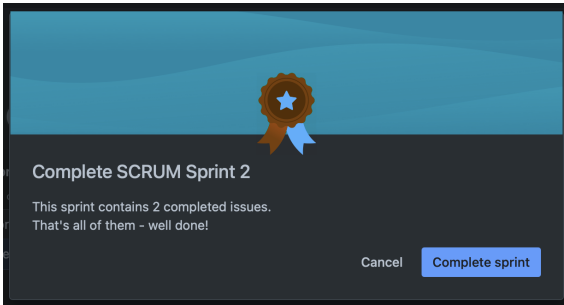 Complete SCRUM Sprint 2
This sprint contains 2 completed issues.
That's all of them - well done!
Cancel
Complete sprint